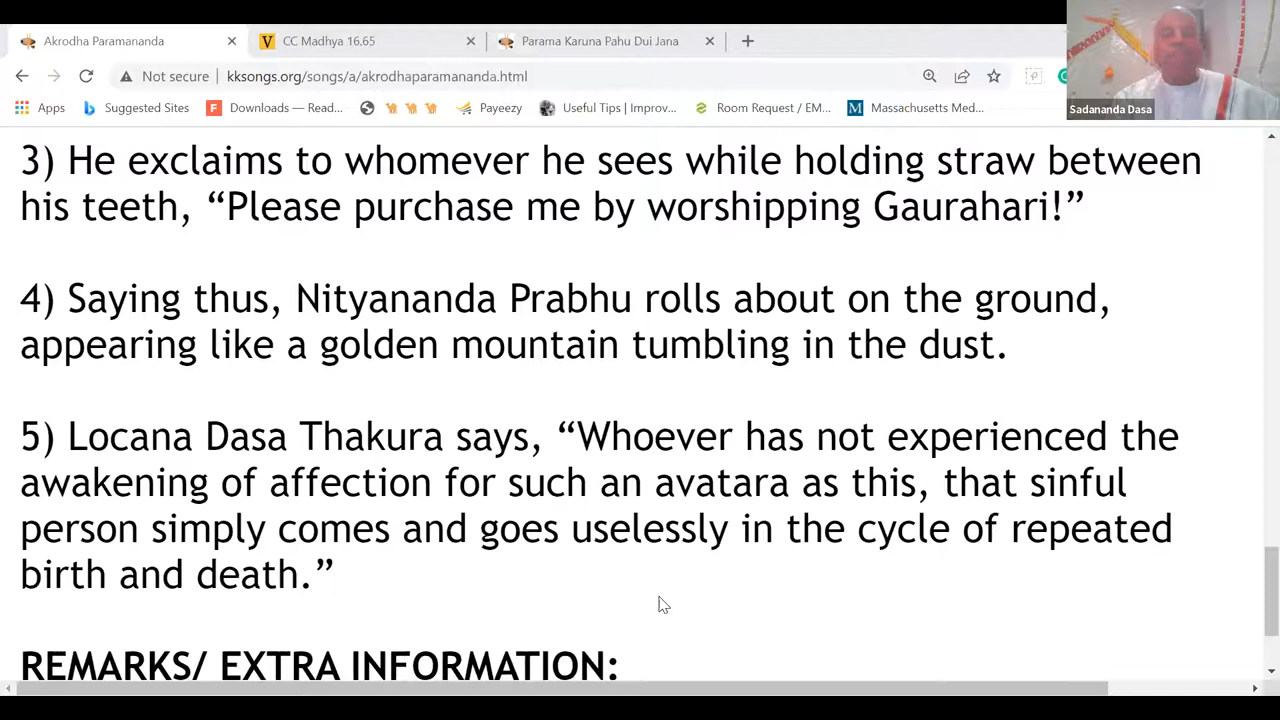 Akrodha Paramananda
CC Madhya 16.65
Parama Karuna Pahu Dui Jana
Not secure
kksongs.org/songs/a/akrodhaparamananda.html
Apps
Suggested Sites
Downloads — Read...
Payeezy
Useful Tips | Improv...
Room Request / EM...
Massachusetts Med...
Sadananda Dasa
3) He exclaims to whomever he sees while holding straw between
his teeth, “Please purchase me by worshipping Gaurahari!”
4) Saying thus, Nityananda Prabhu rolls about on the ground,
appearing like a golden mountain tumbling in the dust.
5) Locana Dasa Thakura says, “Whoever has not experienced the
awakening of affection for such an avatara as this, that sinful
person simply comes and goes uselessly in the cycle of repeated
birth and death.”
REMARKS/ EXTRA INFORMATION: